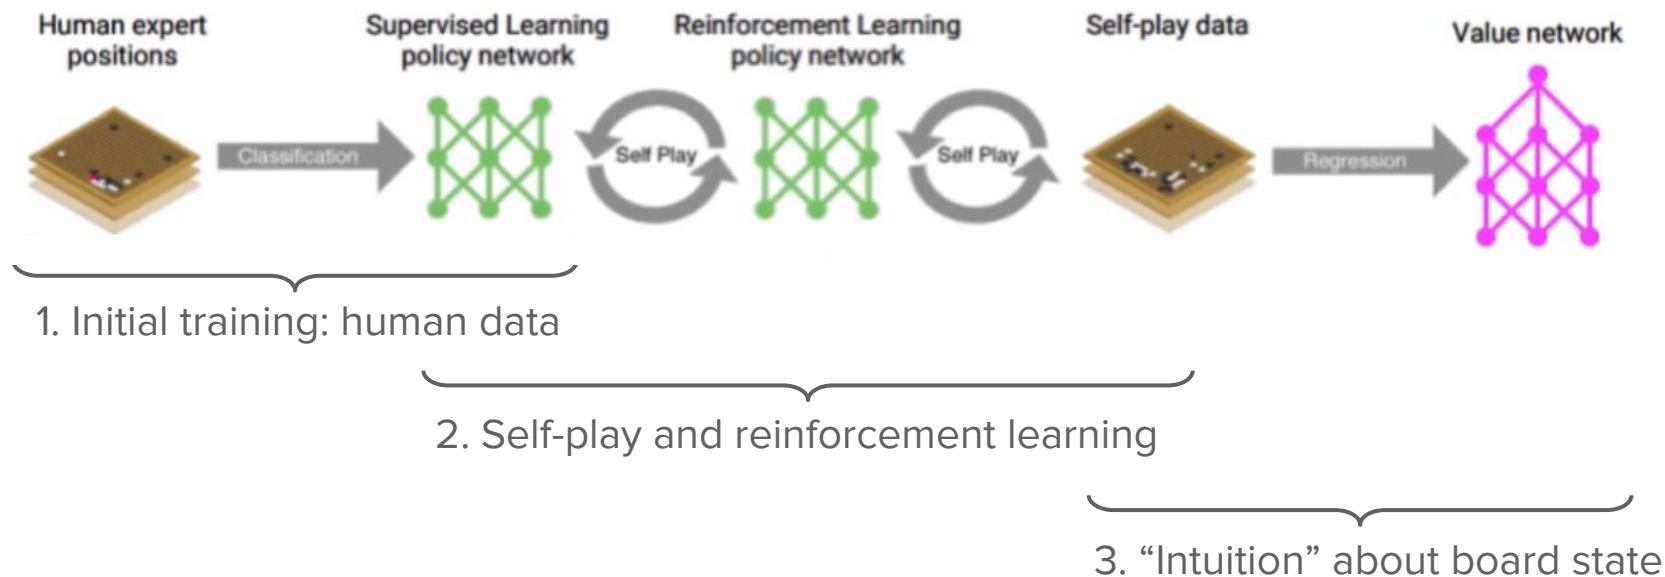 Human expert
positions
Supervised Learning
policy network
Reinforcement Learning
policy network
Self-play data
Value network
Classification
Self Play
Self Play
Regression
1. Initial training: human data
2. Self-play and reinforcement learning
3. “Intuition” about board state